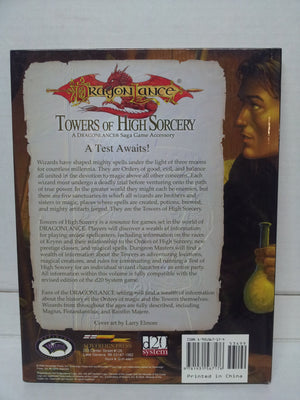 DRAGONLANCE
TOWERS OF HIGH SORCERY
A DRAGONLANCE Saga Game Accessory
A Test Awaits!
Wizards have shaped mighty spells under the light of three moons
for countless millennia. They are Orders of good, evil, and balance
all united in the devotion to magic above all other concerns. Each
wizard must undergo a deadly trial before venturing onto the path
of true power. In the greater world they might each be enemies, but
there are five sanctuaries in which all wizards are brothers and
sisters in magic, places where spells are created, potions, brewed,
and mighty artifacts forged. They are the Towers of High Sorcery.
Towers of High Sorcery is a resource for games set in the world of
DRAGONLANCE. Players will discover a wealth of information
for playing arcane spellcasters, including information on the races
of Krynn and their relationship to the Orders of High Sorcery, new
prestige classes, and magical spells. Dungeon Masters will find a
wealth of information about the Towers as adventuring locations,
magical creatures, and rules for constructing and running a Test of
High Sorcery for an individual wizard character or an entire party.
All information within this volume is fully compatible with the
revised edition of the d20 System game.
Fans of the DRAGONLANCE setting will find a wealth of information
about the history of the Orders of magic and the Towers themselves.
Wizards from throughout the ages are fully described, including
Magius, Fistandantilus, and Raistlin Majere.
Cover art by Larry Elmore
SOVEREIGN PRESS
d20
system
Printed in China